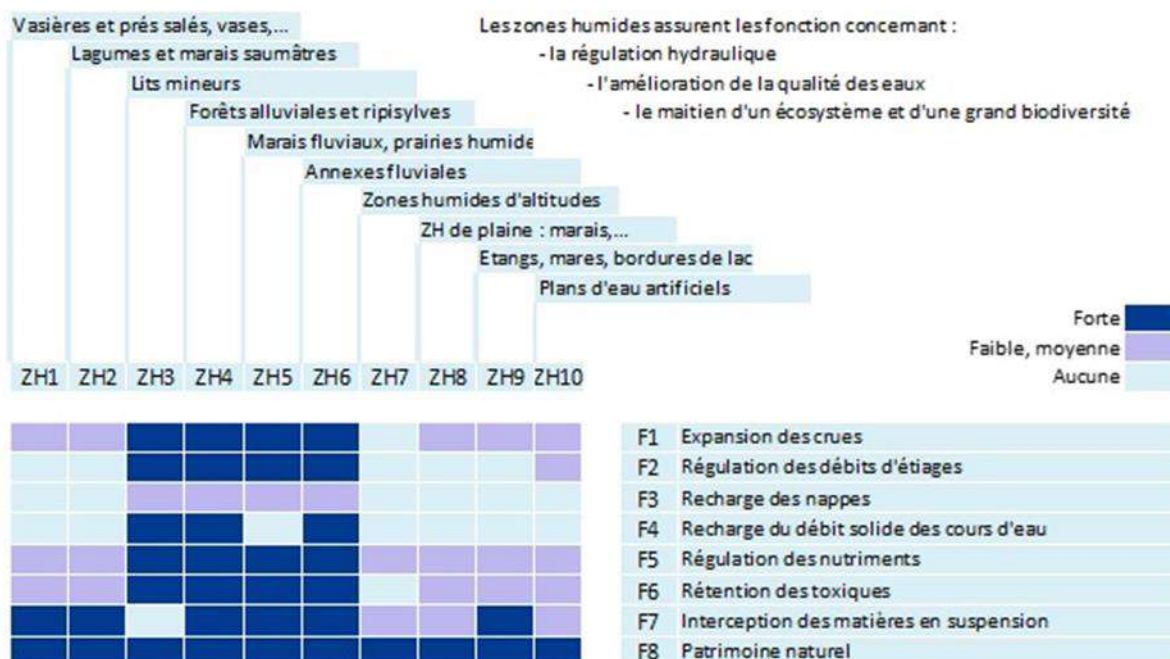 Vasières et prés salés, vases,...
Lagumes et marais saumâtres
Lits mineurs
Forêts alluviales et ripisylves
Marais fluviaux, prairies humide
Annexes fluviales
Zones humides d'altitudes
ZH de plaine : marais,...
Etangs, mares, bordures de lac
Plans d'eau artificiels
Les zones humides assurent les fonction concernant :
- la régulation hydraulique
- l'amélioration de la qualité des eaux
- le maitien d'un écosystème et d'une grand biodiversité
Forte
Faible, moyenne
Aucune
ZH1 ZH2 ZH3 ZH4 ZH5 ZH6 ZH7 ZH8 ZH9 ZH10
F1 Expansion des crues
F2 Régulation des débits d'étiages
F3 Recharge des nappes
F4 Recharge du débit solide des cours d'eau
F5 Régulation des nutriments
F6 Rétention des toxiques
F7 Interception des matières en suspension
F8 Patrimoine naturel